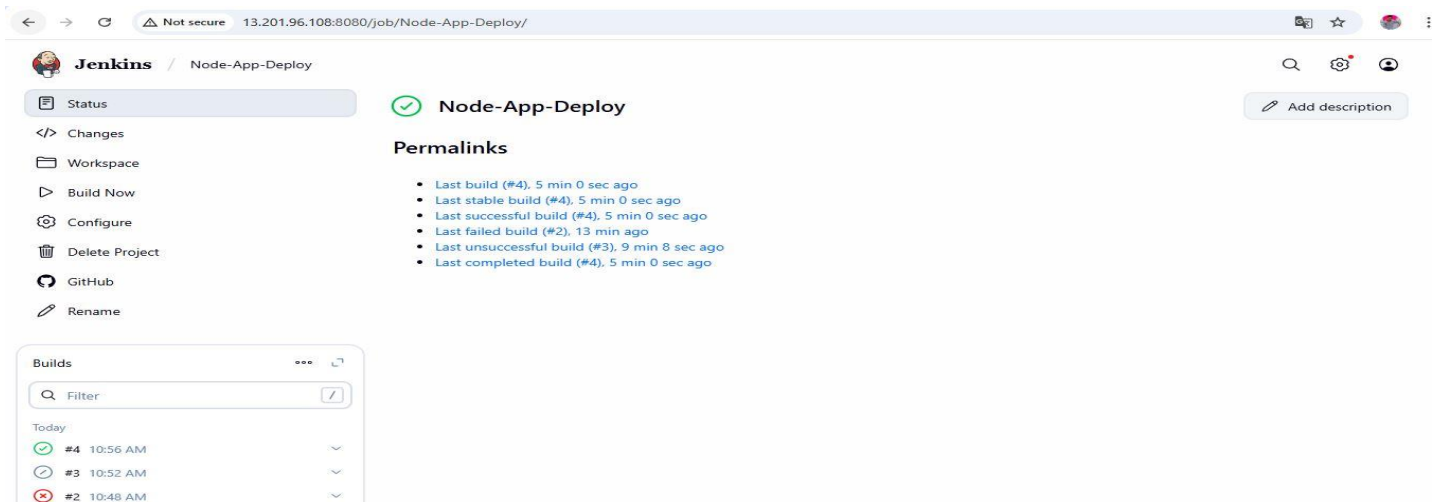 Not secure 13.201.96.108:8080/job/Node-App-Deploy/
Jenkins / Node-App-Deploy
Status
Changes
Workspace
Build Now
Configure
Delete Project
GitHub
Rename
Node-App-Deploy
Add description
Permalinks
Last build (#4), 5 min 0 sec ago
Last stable build (#4), 5 min 0 sec ago
Last successful build (#4), 5 min 0 sec ago
Last failed build (#2), 13 min ago
Last unsuccessful build (#3), 9 min 8 sec ago
Last completed build (#4), 5 min 0 sec ago
Builds
Filter /
Today
#4 10:56 AM
#3 10:52 AM
#2 10:48 AM